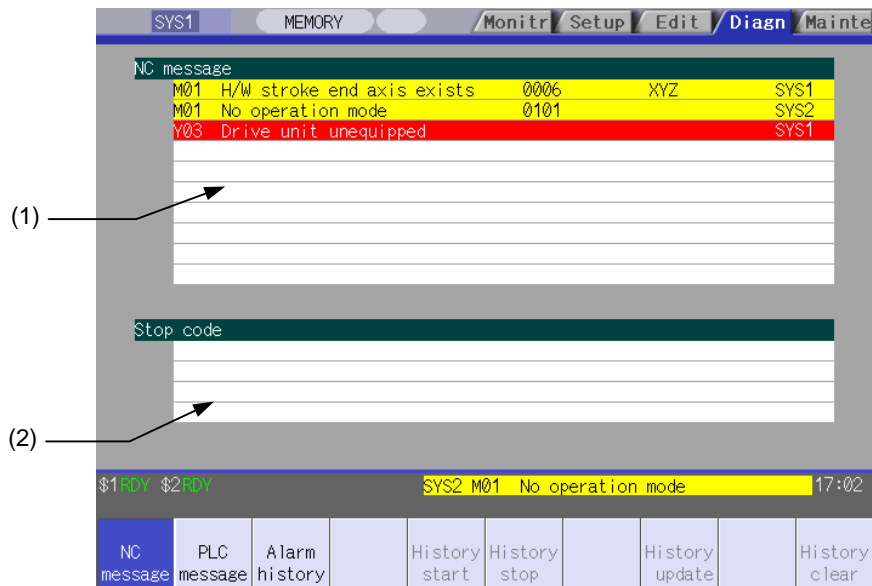 SYS1 MEMORY Monitr Setup Edit Diagn Mainte
NC message
M01 H/W stroke end axis exists 0006 XYZ SYS1
M01 No operation mode 0101 SYS2
Y03 Drive unit unequipped SYS1
(1)
Stop code
(2)
$1RDY $2RDY SYS2 M01 No operation mode 17:02
NC PLC Alarm History History History History
message message history start stop update clear